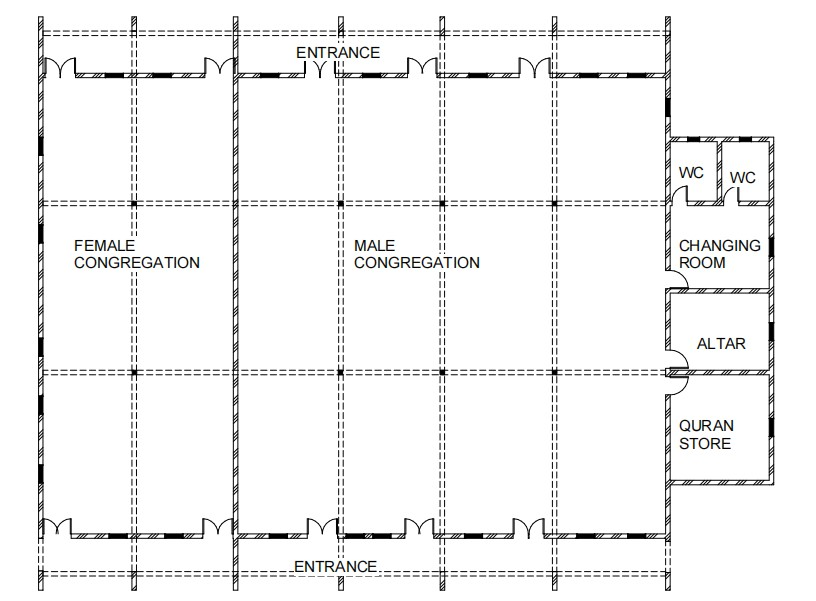 ENTRANCE
WC
WC
FEMALE
CONGREGATION
MALE
CONGREGATION
CHANGING
ROOM
ALTAR
QURAN
STORE
ENTRANCE